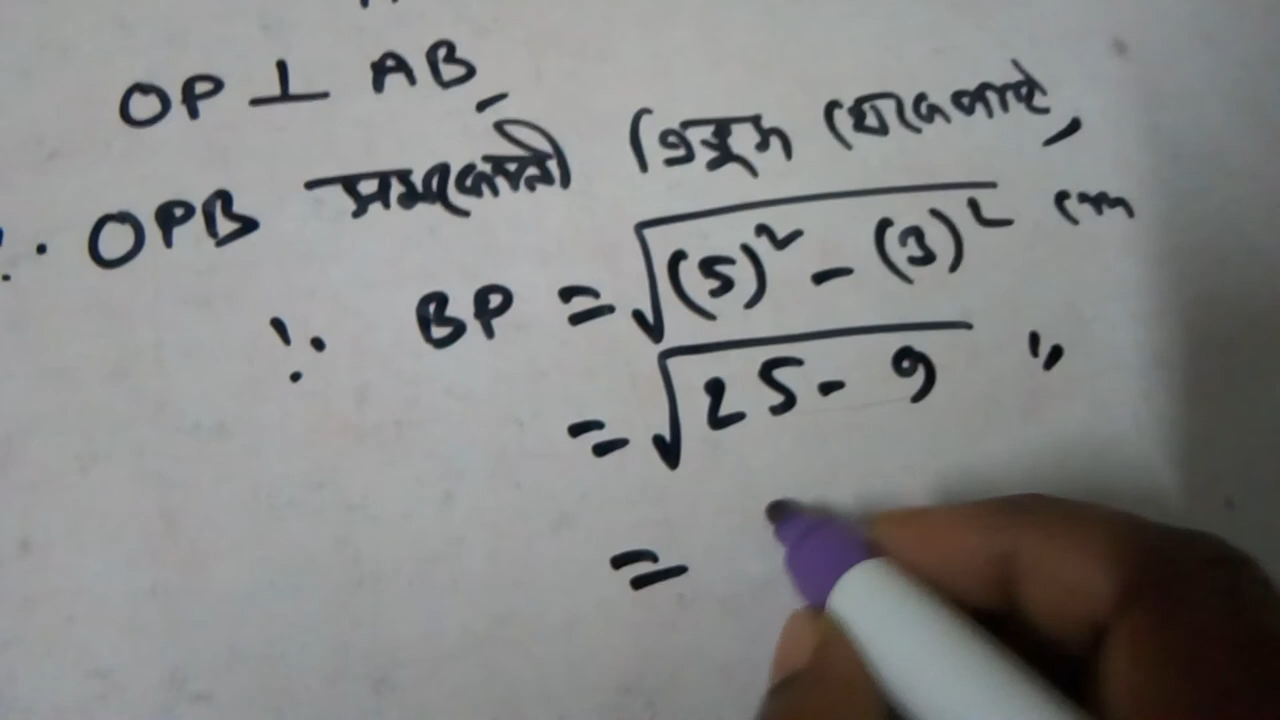 OP ⊥ AB,
∴ OPB সমকোণী ত্রিভুজ থেকে পাই,
∴ BP = √(5)² - (3)² cm
= √25 - 9 "
=